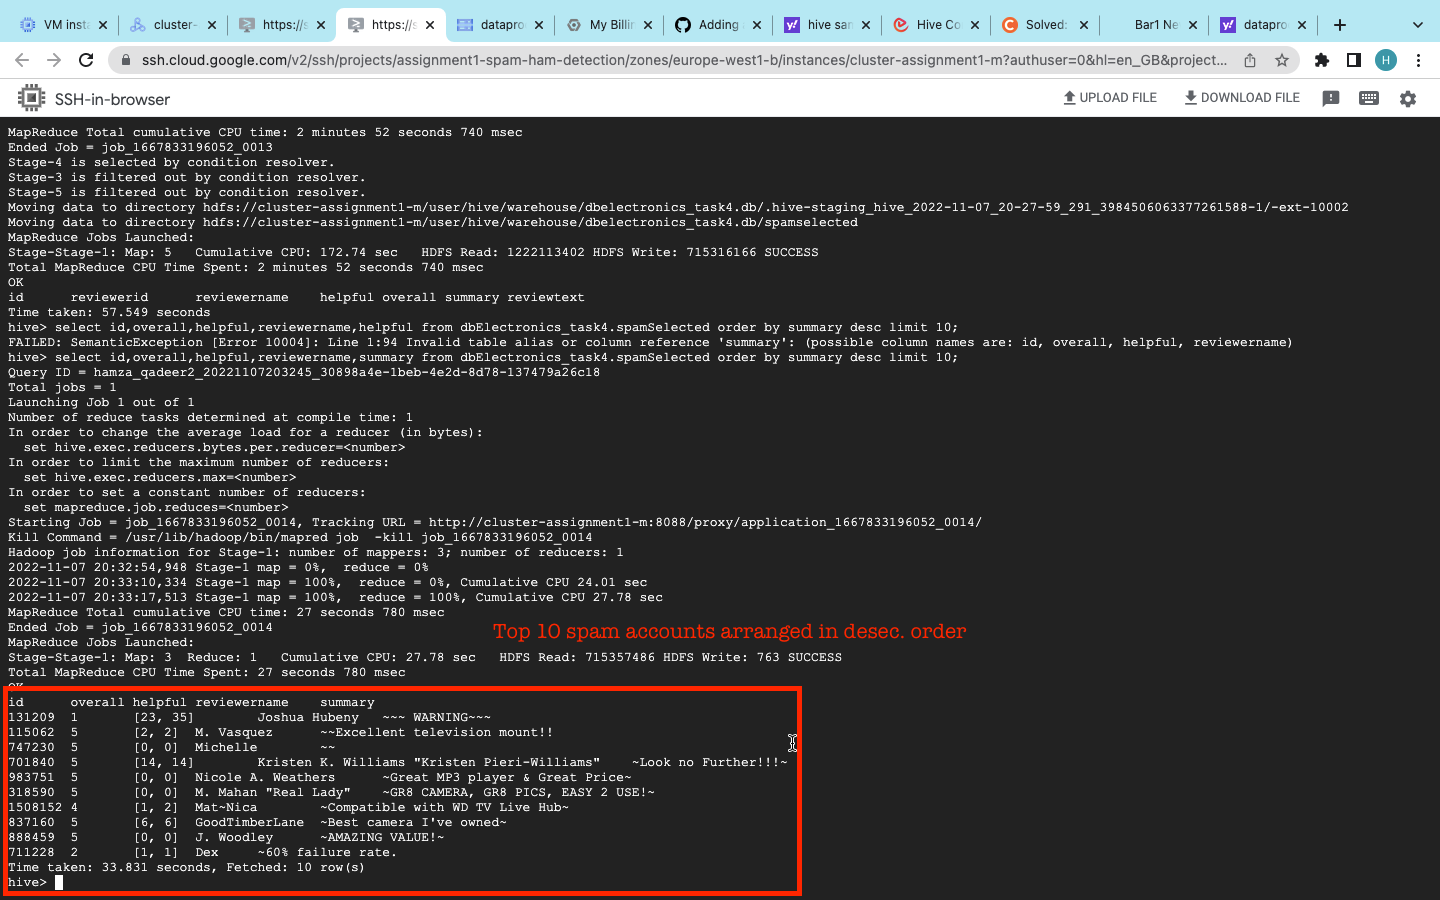 VM insta
cluster-
https://s
https://s
datapro
My Billin
Adding
hive san
Hive Co
Solved:
Bar1 Ne
datapro
ssh.cloud.google.com/v2/ssh/projects/assignment1-spam-ham-detection/zones/europe-west1-b/instances/cluster-assignment1-m?authuser=0&hl=en_GB&project...
H
SSH-in-browser
UPLOAD FILE
DOWNLOAD FILE
MapReduce Total cumulative CPU time: 2 minutes 52 seconds 740 msec
Ended Job = job_1667833196052_0013
Stage-4 is selected by condition resolver.
Stage-3 is filtered out by condition resolver.
Stage-5 is filtered out by condition resolver.
Moving data to directory hdfs://cluster-assignment1-m/user/hive/warehouse/dbelectronics_task4.db/.hive-staging_hive_2022-11-07_20-27-59_291_3984506063377261588-1/-ext-10002
Moving data to directory hdfs://cluster-assignment1-m/user/hive/warehouse/dbelectronics_task4.db/spamselected
MapReduce Jobs Launched:
Stage-Stage-1: Map: 5   Cumulative CPU: 172.74 sec   HDFS Read: 1222113402 HDFS Write: 715316166 SUCCESS
Total MapReduce CPU Time Spent: 2 minutes 52 seconds 740 msec
OK
id      reviewerid      reviewername    helpful overall summary reviewtext
Time taken: 57.549 seconds
hive> select id,overall,helpful,reviewername,helpful from dbElectronics_task4.spamSelected order by summary desc limit 10;
FAILED: SemanticException [Error 10004]: Line 1:94 Invalid table alias or column reference 'summary': (possible column names are: id, overall, helpful, reviewername)
hive> select id,overall,helpful,reviewername,summary from dbElectronics_task4.spamSelected order by summary desc limit 10;
Query ID = hamza_qadeer2_20221107203245_30898a4e-1beb-4e2d-8d78-137479a26c18
Total jobs = 1
Launching Job 1 out of 1
Number of reduce tasks determined at compile time: 1
In order to change the average load for a reducer (in bytes):
  set hive.exec.reducers.bytes.per.reducer=<number>
In order to limit the maximum number of reducers:
  set hive.exec.reducers.max=<number>
In order to set a constant number of reducers:
  set mapreduce.job.reduces=<number>
Starting Job = job_1667833196052_0014, Tracking URL = http://cluster-assignment1-m:8088/proxy/application_1667833196052_0014/
Kill Command = /usr/lib/hadoop/bin/mapred job  -kill job_1667833196052_0014
Hadoop job information for Stage-1: number of mappers: 3; number of reducers: 1
2022-11-07 20:32:54,948 Stage-1 map = 0%,  reduce = 0%
2022-11-07 20:33:10,334 Stage-1 map = 100%,  reduce = 0%, Cumulative CPU 24.01 sec
2022-11-07 20:33:17,513 Stage-1 map = 100%,  reduce = 100%, Cumulative CPU 27.78 sec
MapReduce Total cumulative CPU time: 27 seconds 780 msec
Ended Job = job_1667833196052_0014
Top 10 spam accounts arranged in desec. order
MapReduce Jobs Launched:
Stage-Stage-1: Map: 3  Reduce: 1   Cumulative CPU: 27.78 sec   HDFS Read: 715357486 HDFS Write: 763 SUCCESS
Total MapReduce CPU Time Spent: 27 seconds 780 msec
OK
id      overall helpful reviewername    summary
131209  1       [23, 35]        Joshua Hubeny   ~~~ WARNING~~~
115062  5       [2, 2]  M. Vasquez      ~~Excellent television mount!!
747230  5       [0, 0]  Michelle        ~~
701840  5       [14, 14]        Kristen K. Williams "Kristen Pieri-Williams"    ~Look no Further!!!~
983751  5       [0, 0]  Nicole A. Weathers      ~Great MP3 player & Great Price~
318590  5       [0, 0]  M. Mahan "Real Lady"    ~GR8 CAMERA, GR8 PICS, EASY 2 USE!~
1508152 4       [1, 2]  Mat~Nica        ~Compatible with WD TV Live Hub~
837160  5       [6, 6]  GoodTimberLane  ~Best camera I've owned~
888459  5       [0, 0]  J. Woodley      ~AMAZING VALUE!~
711228  2       [1, 1]  Dex     ~60% failure rate.
Time taken: 33.831 seconds, Fetched: 10 row(s)
hive>